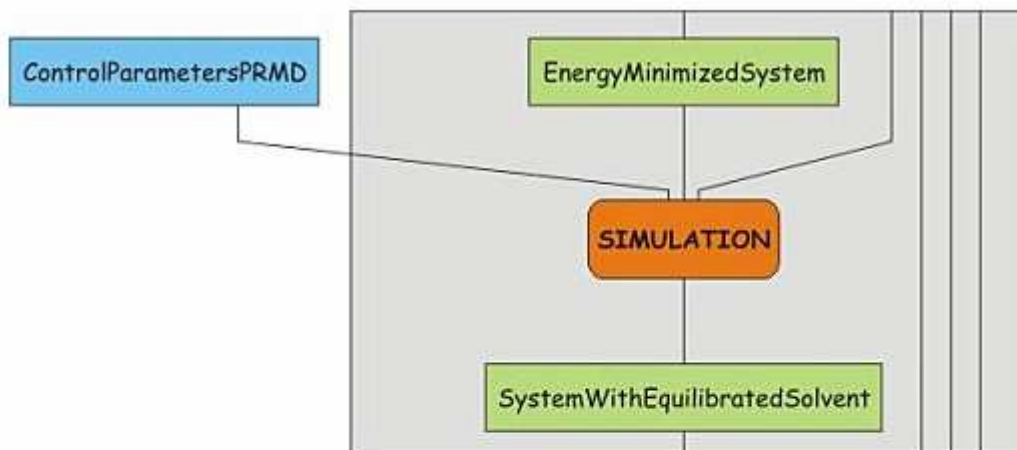 ControlParametersPRMD
EnergyMinimizedSystem
SIMULATION
SystemWithEquilibratedSolvent